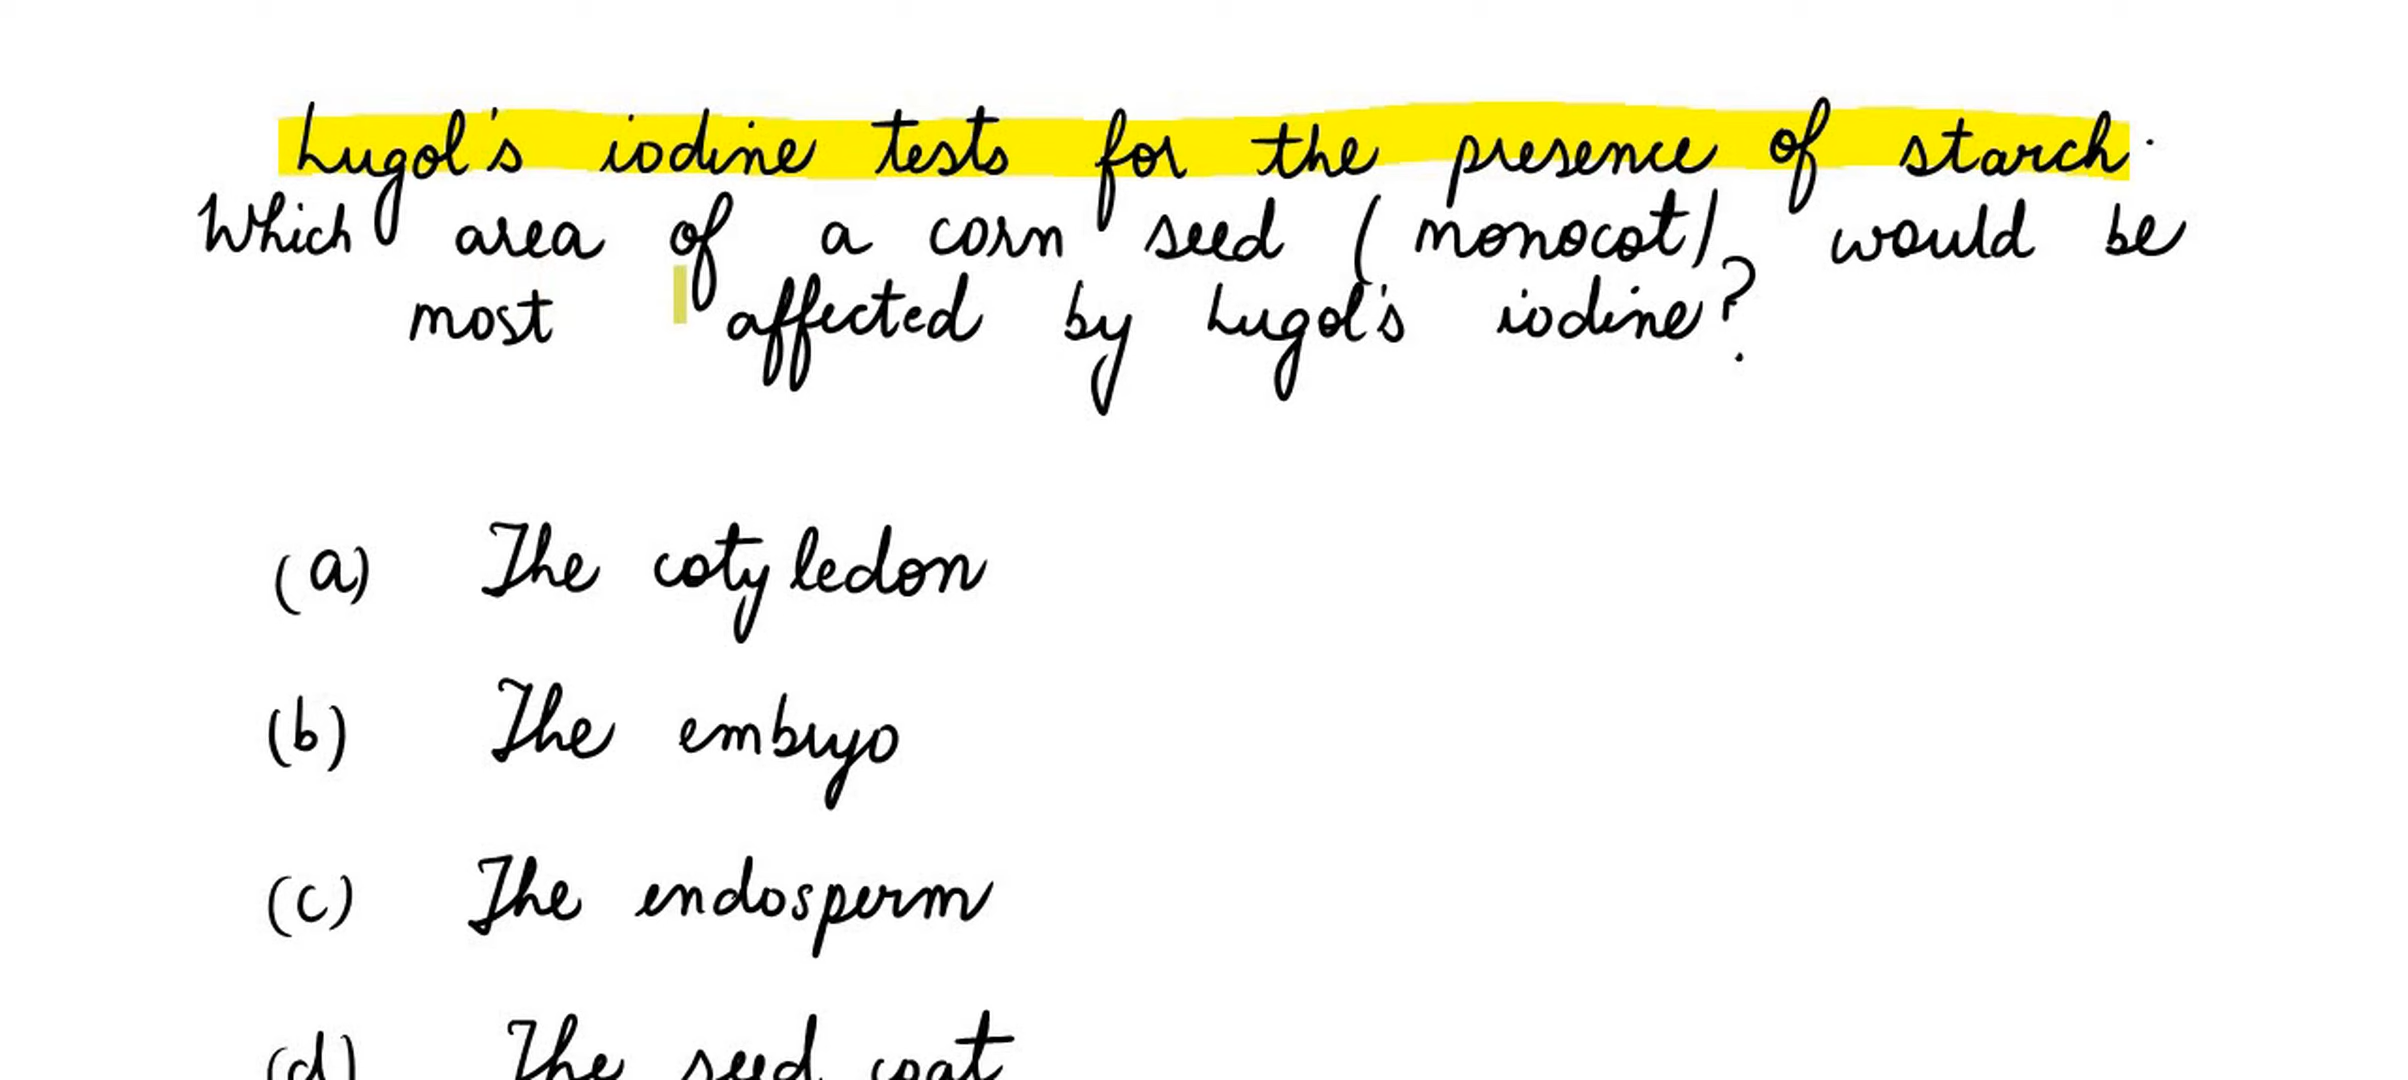 Lugol's iodine tests for the presence of starch.
Which area of a corn seed (monocot) would be
most affected by Lugol's iodine?
(a) The cotyledon
(b) The embryo
(c) The endosperm
(d) The seed coat